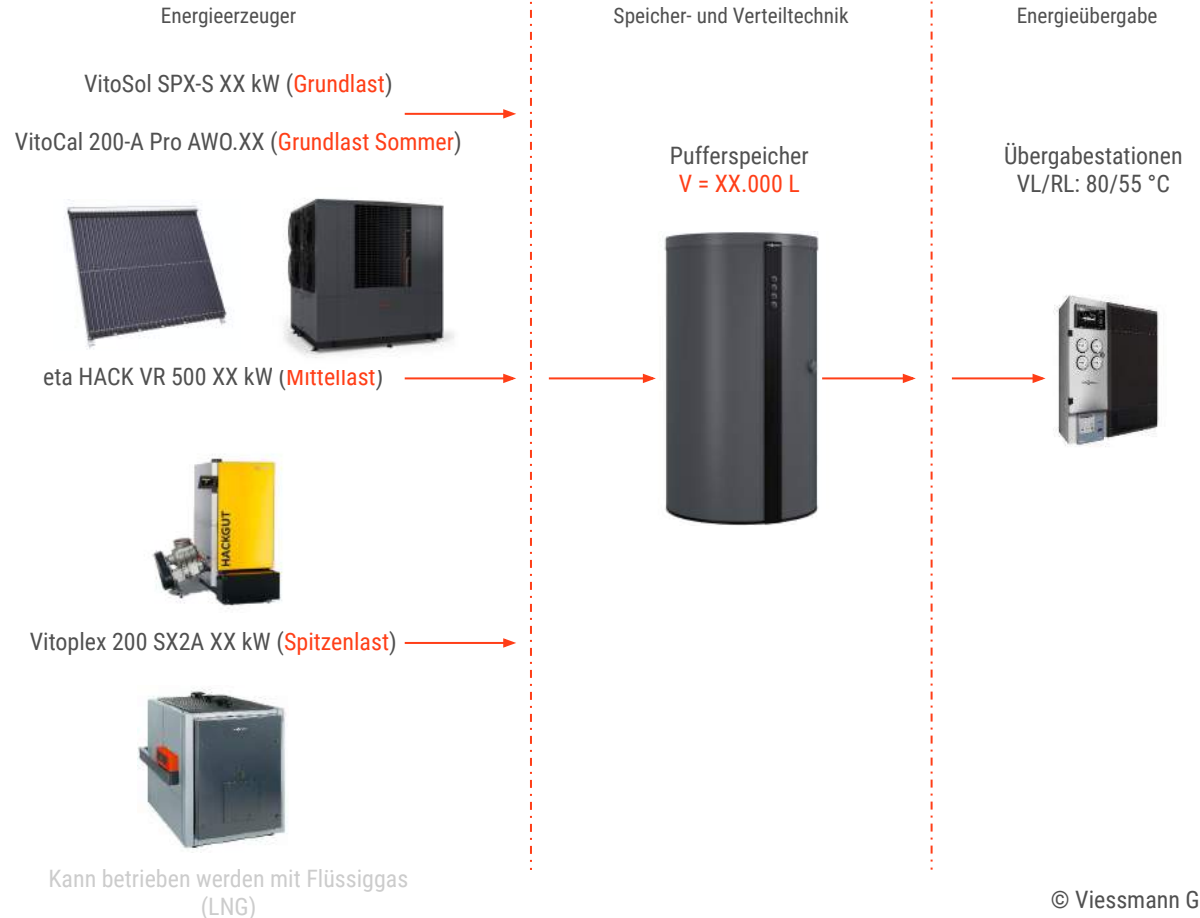 Energieerzeuger
Speicher- und Verteiltechnik
Energieübergabe
VitoSol SPX-S XX kW (Grundlast)
VitoCal 200-A Pro AWO.XX (Grundlast Sommer)
Pufferspeicher
V = XX.000 L
Übergabestationen
VL/RL: 80/55 °C
eta HACK VR 500 XX kW (Mittellast)
HACKGUT
Vitoplex 200 SX2A XX kW (Spitzenlast)
Kann betrieben werden mit Flüssiggas
(LNG)
© Viessmann G